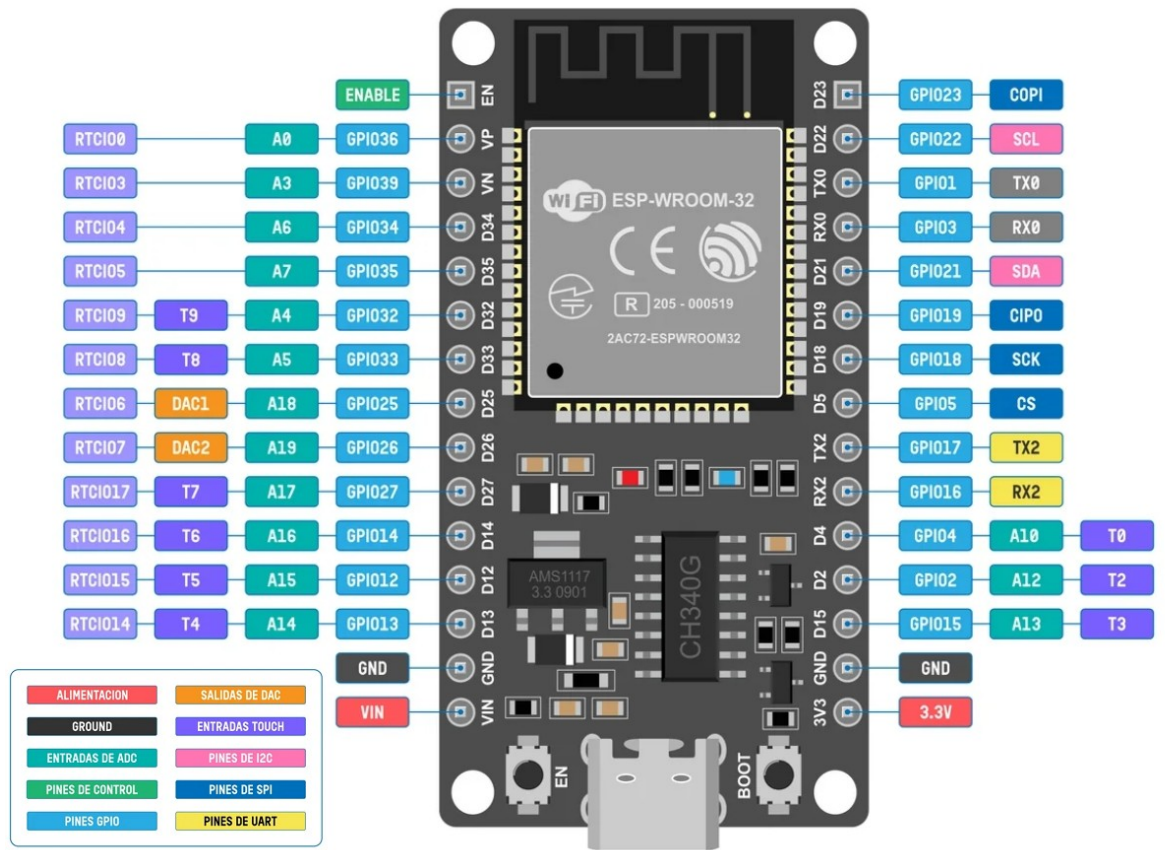 ENABLE EN D23 GPIO23 COPI
RTCIO0 A0 GPIO36 VP D22 GPIO22 SCL
RTCIO3 A3 GPIO39 VN TX0 GPIO1 TX0
RTCIO4 A6 GPIO34 D34 RX0 GPIO3 RX0
RTCIO5 A7 GPIO35 D35 D21 GPIO21 SDA
RTCIO9 T9 A4 GPIO32 D32 D19 GPIO19 CIPO
RTCIO8 T8 A5 GPIO33 D33 D18 GPIO18 SCK
RTCIO6 DAC1 A18 GPIO25 D25 D5 GPIO5 CS
RTCIO7 DAC2 A19 GPIO26 D26 TX2 GPIO17 TX2
RTCIO17 T7 A17 GPIO27 D27 RX2 GPIO16 RX2
RTCIO16 T6 A16 GPIO14 D14 D4 GPIO4 A10 T0
RTCIO15 T5 A15 GPIO12 D12 D2 GPIO2 A12 T2
RTCIO14 T4 A14 GPIO13 D13 D15 GPIO15 A13 T3
GND GND GND GND
VIN VIN 3V3 3.3V
WiFi ESP-WROOM-32
CE
R 205 - 000519
2AC72-ESPWROOM32
AMS1117
3.3 0901
CH340G
EN
BOOT
ALIMENTACION SALIDAS DE DAC
GROUND ENTRADAS TOUCH
ENTRADAS DE ADC PINES DE I2C
PINES DE CONTROL PINES DE SPI
PINES GPIO PINES DE UART